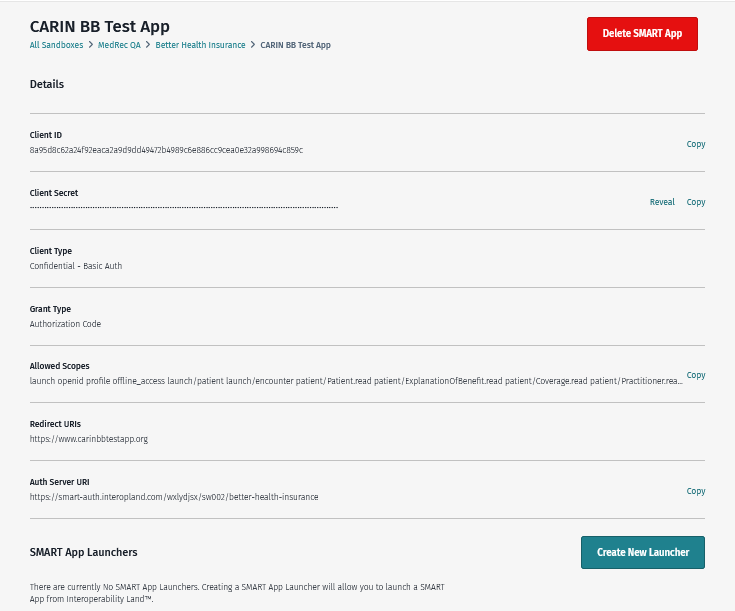 CARIN BB Test App
Delete SMART App
All Sandboxes > MedRec QA > Better Health Insurance > CARIN BB Test App
Details
Client ID
8a95d8c62a24f92eaca2a9d9dd49472b4989c6e886cc9cea0e32a998694c859c
Copy
Client Secret
Reveal Copy
Client Type
Confidential - Basic Auth
Grant Type
Authorization Code
Allowed Scopes
launch openid profile offline_access launch/patient launch/encounter patient/Patient.read patient/ExplanationOfBenefit.read patient/Coverage.read patient/Practitioner.rea...
Copy
Redirect URIs
https://www.carinbbtestapp.org
Auth Server URI
https://smart-auth.interopland.com/wxlydjsx/sw002/better-health-insurance
Copy
SMART App Launchers
Create New Launcher
There are currently No SMART App Launchers. Creating a SMART App Launcher will allow you to launch a SMART
App from Interoperability Land™.